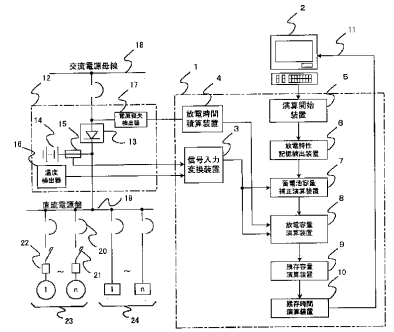 交流電源母線
18
2
11
12
17
1
4
電源喪失
検出器
放電時間
積算装置
演算開始
装置
5
14
15
13
3
6
放電特性
記憶輸出装置
16
温度
検出器
信号入力
変換装置
7
蓄電池容量
補正演算装置
直流電源盤
19
8
放電容量
演算装置
20
22
21
9
残存容量
演算装置
~
~
10
1
n
1
n
残存時間
演算装置
23
24